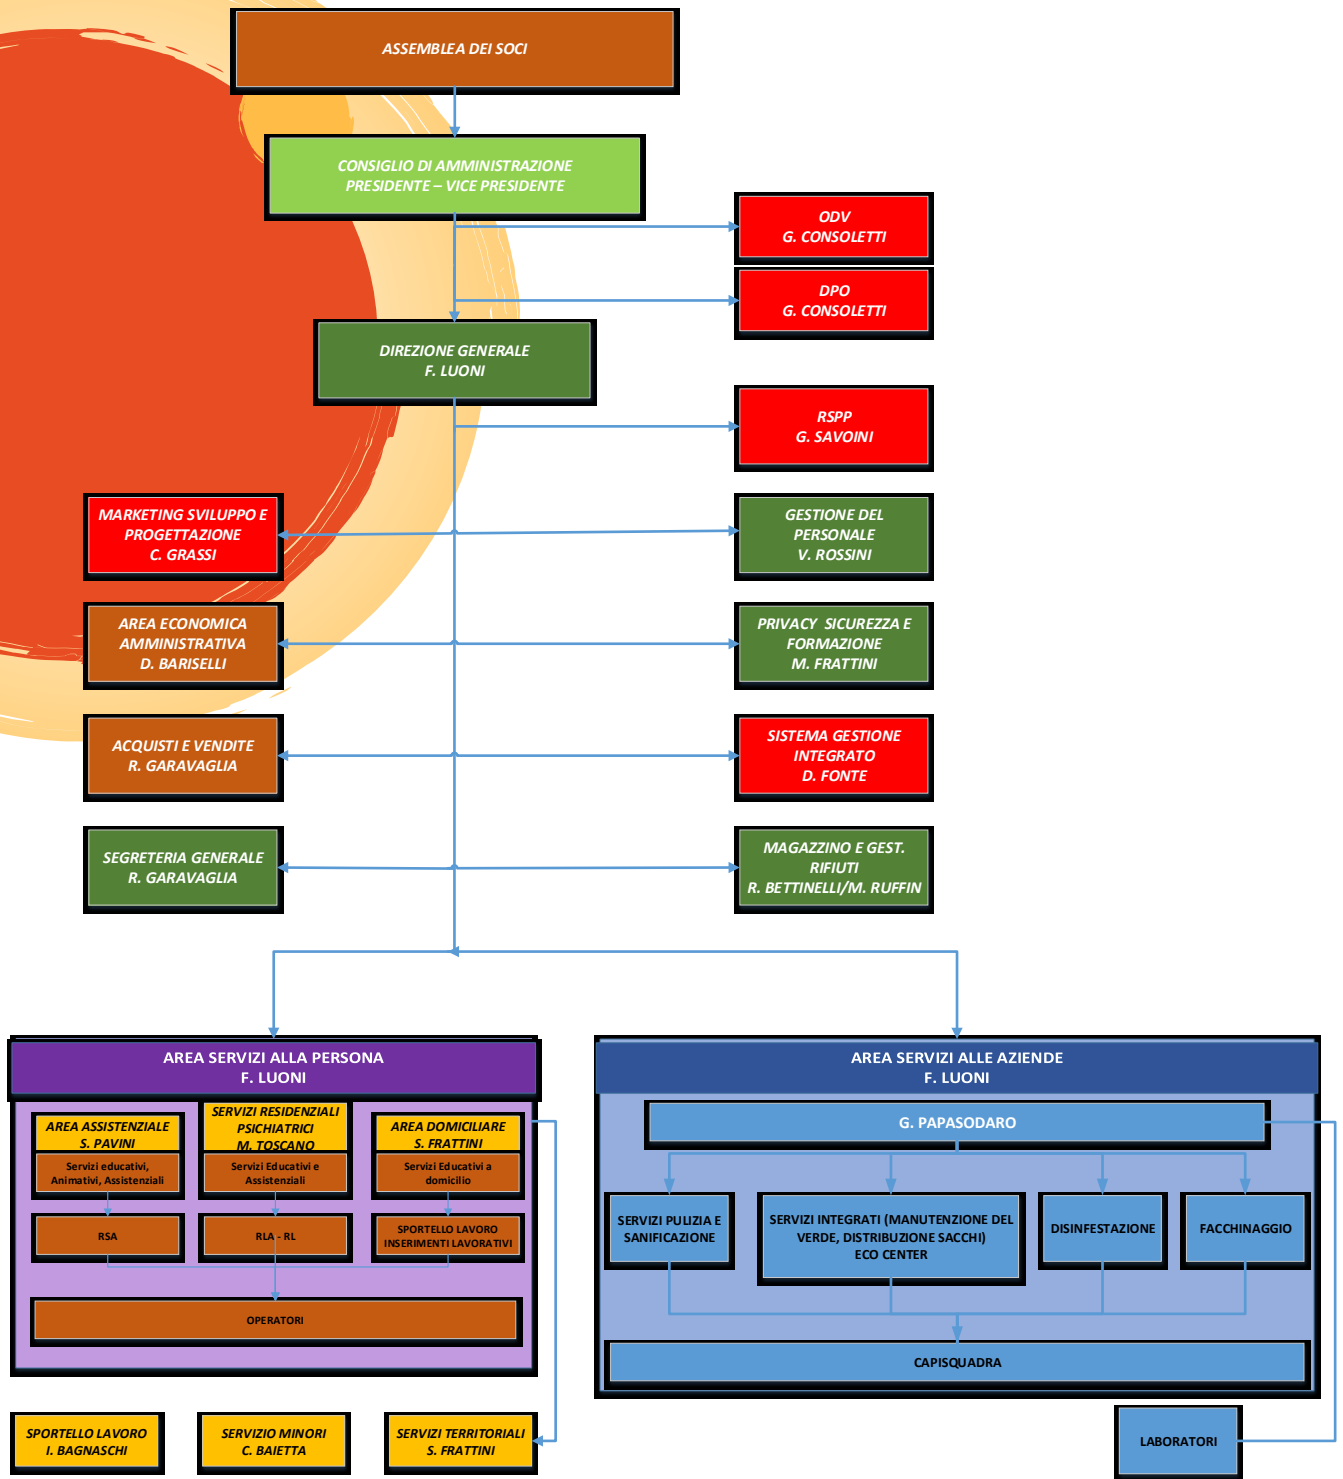 ASSEMBLEA DEI SOCI
CONSIGLIO DI AMMINISTRAZIONE
PRESIDENTE – VICE PRESIDENTE
ODV
G. CONSOLETTI
DPO
G. CONSOLETTI
DIREZIONE GENERALE
F. LUONI
RSPP
G. SAVOINI
MARKETING SVILUPPO E
PROGETTAZIONE
C. GRASSI
GESTIONE DEL
PERSONALE
V. ROSSINI
AREA ECONOMICA
AMMINISTRATIVA
D. BARISELLI
PRIVACY SICUREZZA E
FORMAZIONE
M. FRATTINI
ACQUISTI E VENDITE
R. GARAVAGLIA
SISTEMA GESTIONE
INTEGRATO
D. FONTE
SEGRETERIA GENERALE
R. GARAVAGLIA
MAGAZZINO E GEST.
RIFIUTI
R. BETTINELLI/M. RUFFIN
AREA SERVIZI ALLA PERSONA
F. LUONI
AREA ASSISTENZIALE
S. PAVINI
SERVIZI RESIDENZIALI
PSICHIATRICI
M. TOSCANO
AREA DOMICILIARE
S. FRATTINI
Servizi educativi,
Animativi, Assistenziali
Servizi Educativi e
Assistenziali
Servizi Educativi a
domicilio
RSA
RLA - RL
SPORTELLO LAVORO
INSERIMENTI LAVORATIVI
OPERATORI
SPORTELLO LAVORO
I. BAGNASCHI
SERVIZIO MINORI
C. BAIETTA
SERVIZI TERRITORIALI
S. FRATTINI
AREA SERVIZI ALLE AZIENDE
F. LUONI
G. PAPASODARO
SERVIZI PULIZIA E
SANIFICAZIONE
SERVIZI INTEGRATI (MANUTENZIONE DEL
VERDE, DISTRIBUZIONE SACCHI)
ECO CENTER
DISINFESTAZIONE
FACCHINAGGIO
CAPISQUADRA
LABORATORI